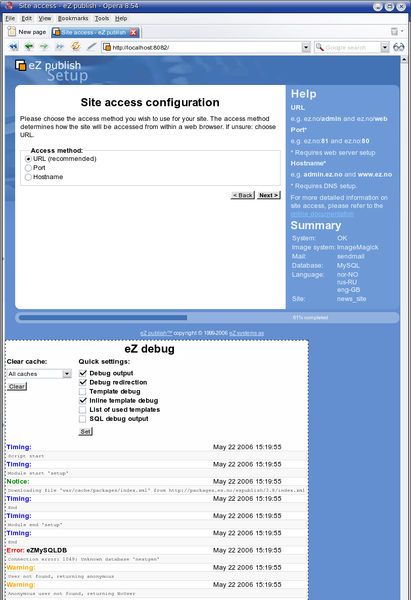 Site access - eZ publish - Opera 8.54
File Edit View Bookmarks Tools Help
New page
Site access - eZ publish
http://localhost:8082/
Google search
eZ publish
Setup
Site access configuration
Please choose the access method you wish to use for your site. The access method
determines how the site will be accessed from within a web browser. If unsure: choose
URL.
Access method:
URL (recommended)
Port
Hostname
< Back
Next >
Help
URL
e.g. ez.no/admin and ez.no/web
Port*
e.g. ez.no:81 and ez.no:80
* Requires web server setup
Hostname*
e.g. admin.ez.no and www.ez.no
* Requires DNS setup.
For more detailed information on
site access, please refer to the
online documentation
Summary
System: OK
Image system: ImageMagick
Mail: sendmail
Database: MySQL
Language: nor-NO
rus-RU
eng-GB
Site: news_site
completed
eZ publish™ copyright © 1999-2006 eZ systems as
eZ debug
Clear cache:
All caches
Clear
Quick settings:
Debug output
Debug redirection
Template debug
Inline template debug
List of used templates
SQL debug output
Set
Timing: May 22 2006 15:19:55
Script start
Timing: May 22 2006 15:19:55
Module start 'setup'
Notice: May 22 2006 15:19:55
Downloading file 'var/cache/packages/index.xml' from http://packages.ez.no/ezpublish/3.8/index.xml
Timing: May 22 2006 15:19:55
End
Timing: May 22 2006 15:19:55
Module end 'setup'
Timing: May 22 2006 15:19:55
End
Error: eZMySQLDB May 22 2006 15:19:55
Connection error: 1049: Unknown database 'nextgen'
Warning: May 22 2006 15:19:55
User not found, returning anonymous
Warning: May 22 2006 15:19:55
Anonymous user not found, returning NoUser